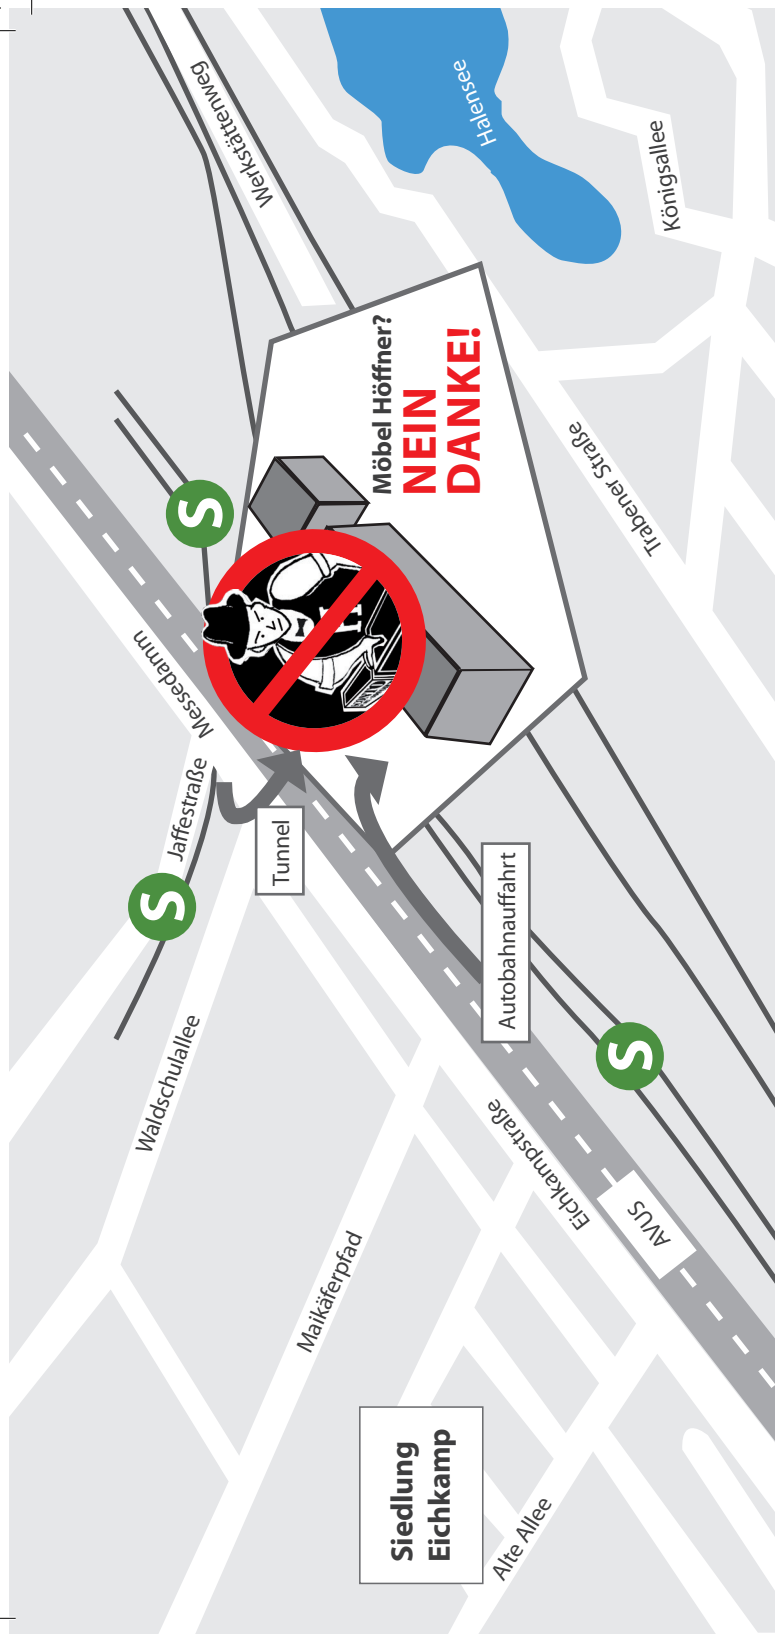 Siedlung
Eichkamp
Alte Allee
Maikäferpfad
Waldschulallee
Jaffestraße
Messedamm
Tunnel
Autobahnauffahrt
Eichkampstraße
AVUS
S
S
S
H
Möbel Höffner?
NEIN
DANKE!
Werkstättenweg
Halensee
Königsallee
Trabener Straße